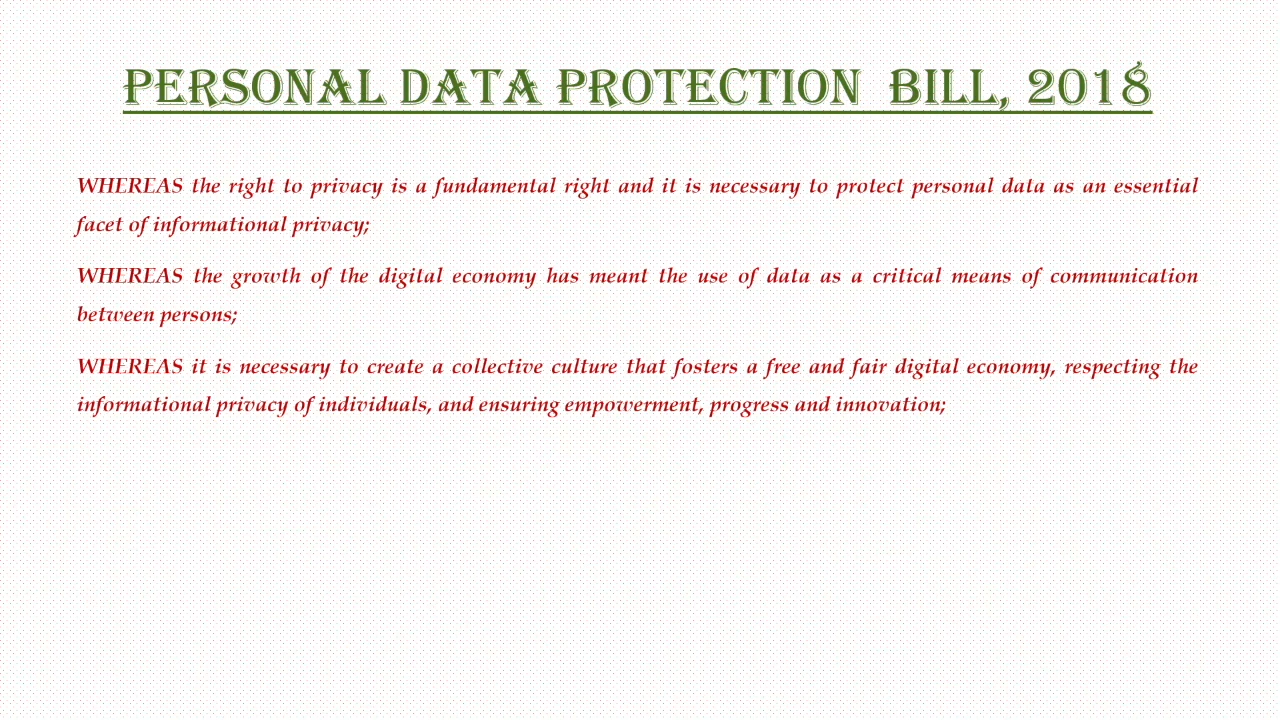 PERSONAL DATA PROTECTION BILL, 2018
WHEREAS the right to privacy is a fundamental right and it is necessary to protect personal data as an essential
facet of informational privacy;
WHEREAS the growth of the digital economy has meant the use of data as a critical means of communication
between persons;
WHEREAS it is necessary to create a collective culture that fosters a free and fair digital economy, respecting the
informational privacy of individuals, and ensuring empowerment, progress and innovation;